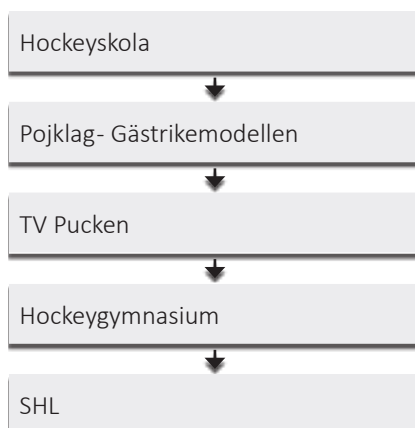 Hockeyskola
Pojklag- Gästrikemodellen
TV Pucken
Hockeygymnasium
SHL